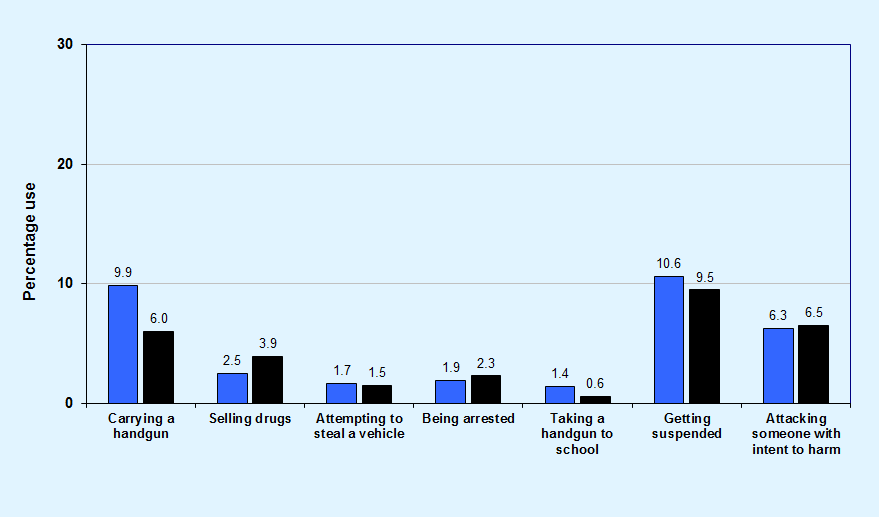 30
20
10
0
Percentage use
9.9
6.0
2.5
3.9
1.7
1.5
1.9
2.3
1.4
0.6
10.6
9.5
6.3
6.5
Carrying a
handgun
Selling drugs
Attempting to
steal a vehicle
Being arrested
Taking a
handgun to
school
Getting
suspended
Attacking
someone with
intent to harm